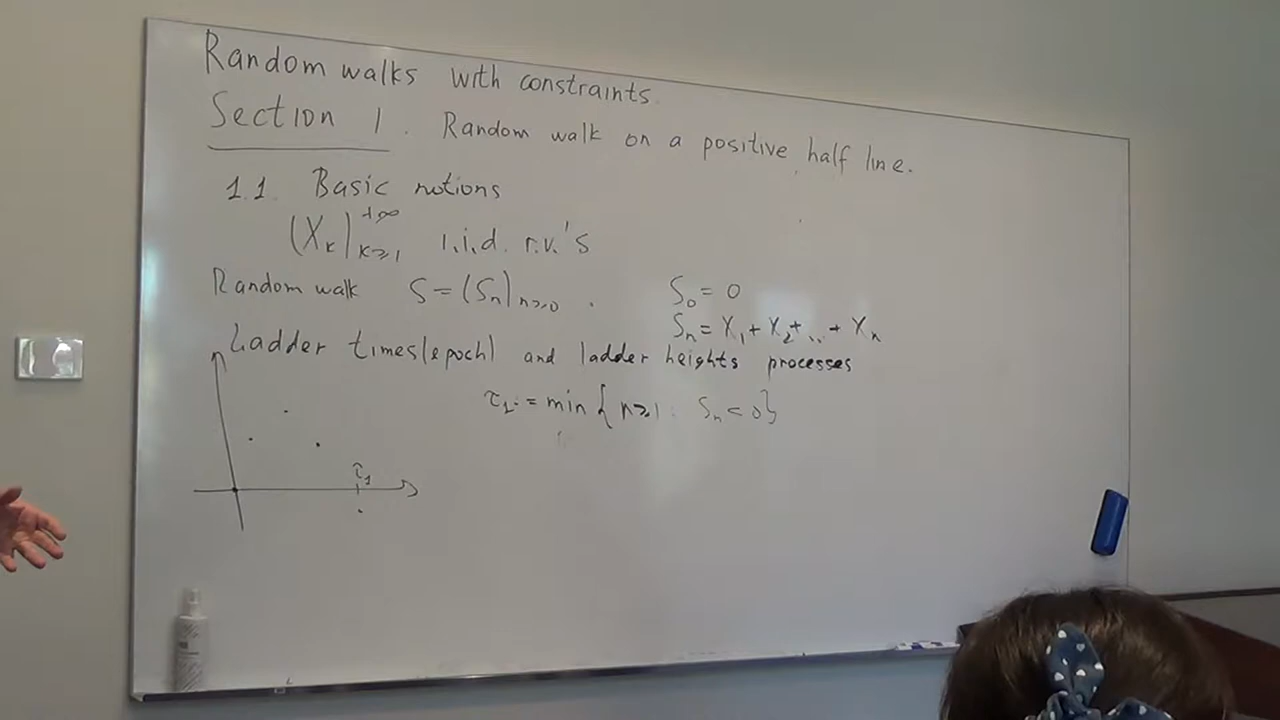 Random walks with constraints.
Section 1. Random walk on a positive half line.
1.1. Basic notions
(X_k)_{k≥1}^{+∞} i.i.d. r.v.'s
Random walk S = (S_n)_{n≥0}. S_0 = 0
S_n = X_1 + X_2 + .. + X_n
Ladder times (epoch) and ladder heights processes
τ_1 := min { n≥1 : S_n < 0 }
τ_1